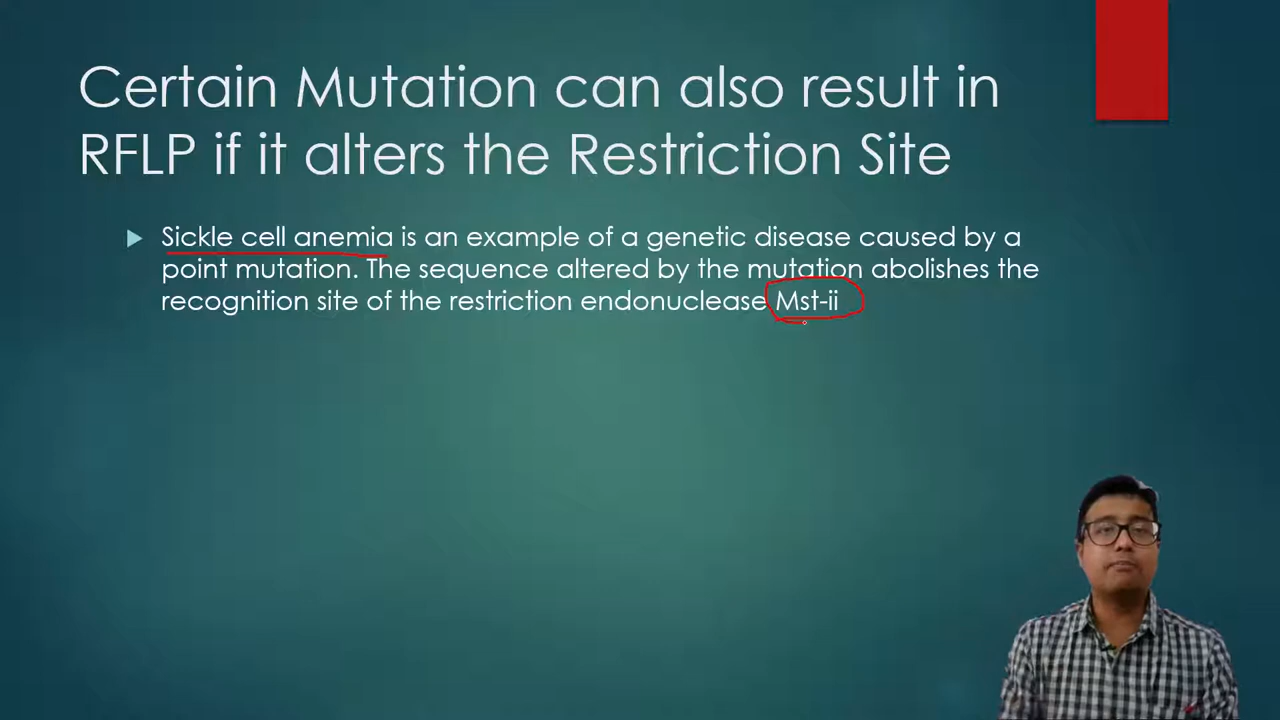 Certain Mutation can also result in
RFLP if it alters the Restriction Site
Sickle cell anemia is an example of a genetic disease caused by a
point mutation. The sequence altered by the mutation abolishes the
recognition site of the restriction endonuclease Mst-ii